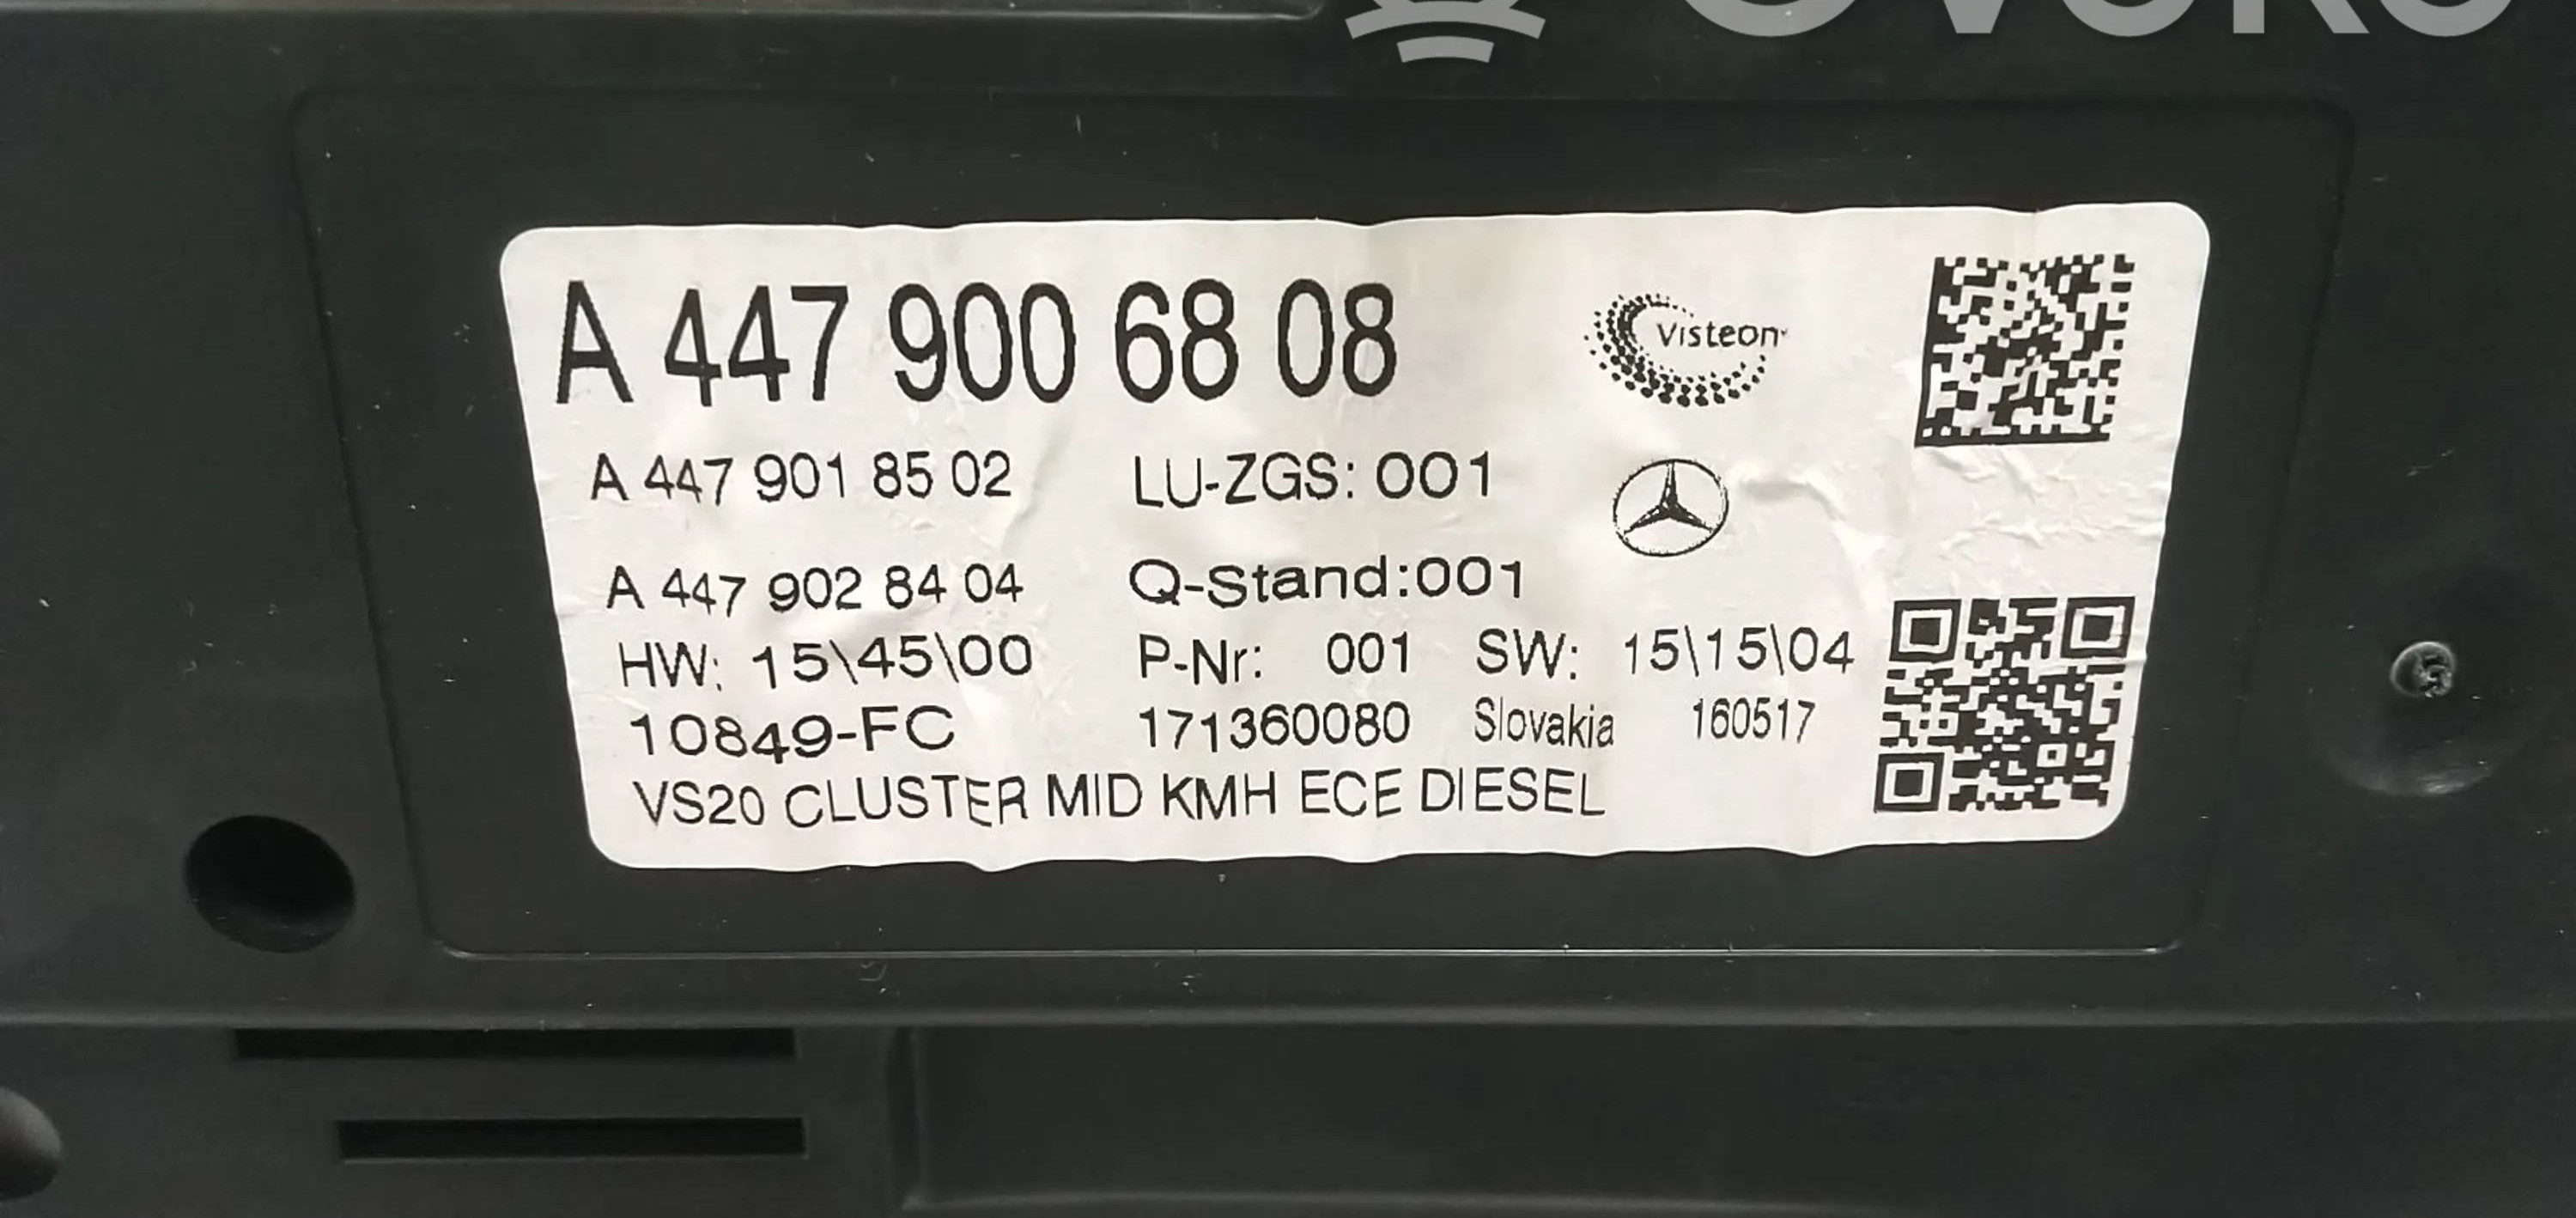 A 447 900 68 08
Visteon
A 447 901 85 02 LU-ZGS: 001
A 447 902 84 04 Q-Stand:001
HW: 15\45\00 P-Nr: 001 SW: 15\15\04
10849-FC 171360080 Slovakia 160517
VS20 CLUSTER MID KMH ECE DIESEL